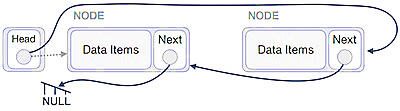 NODE
NODE
Head
Data Items
Next
Data Items
Next
NULL